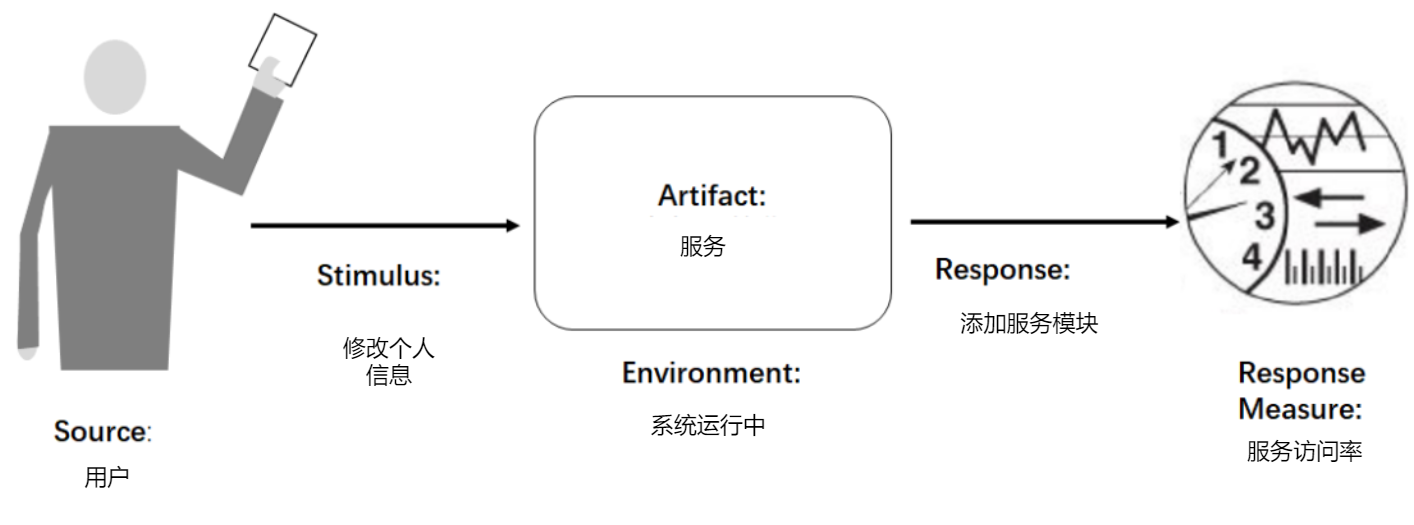 Source:
用户
Stimulus:
修改个人
信息
Artifact:
服务
Environment:
系统运行中
Response:
添加服务模块
1
2
3
4
Response
Measure:
服务访问率